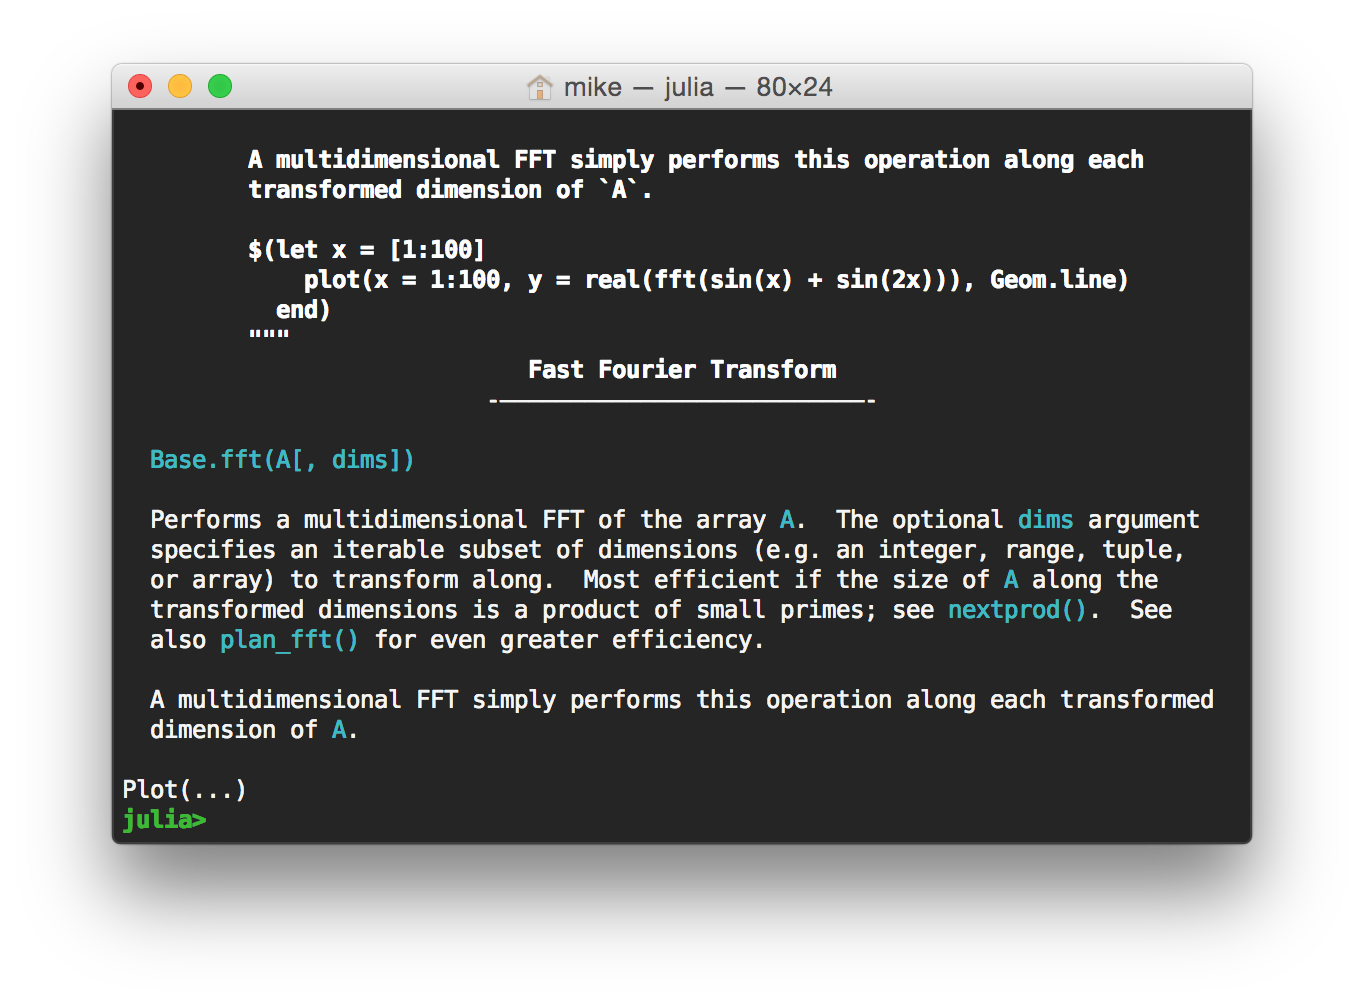 mike — julia — 80×24
A multidimensional FFT simply performs this operation along each
transformed dimension of `A`.
$(let x = [1:100]
plot(x = 1:100, y = real(fft(sin(x) + sin(2x))), Geom.line)
end)
"""
Fast Fourier Transform
Base.fft(A[, dims])
Performs a multidimensional FFT of the array A.  The optional dims argument
specifies an iterable subset of dimensions (e.g. an integer, range, tuple,
or array) to transform along.  Most efficient if the size of A along the
transformed dimensions is a product of small primes; see nextprod().  See
also plan_fft() for even greater efficiency.
A multidimensional FFT simply performs this operation along each transformed
dimension of A.
Plot(...)
julia>